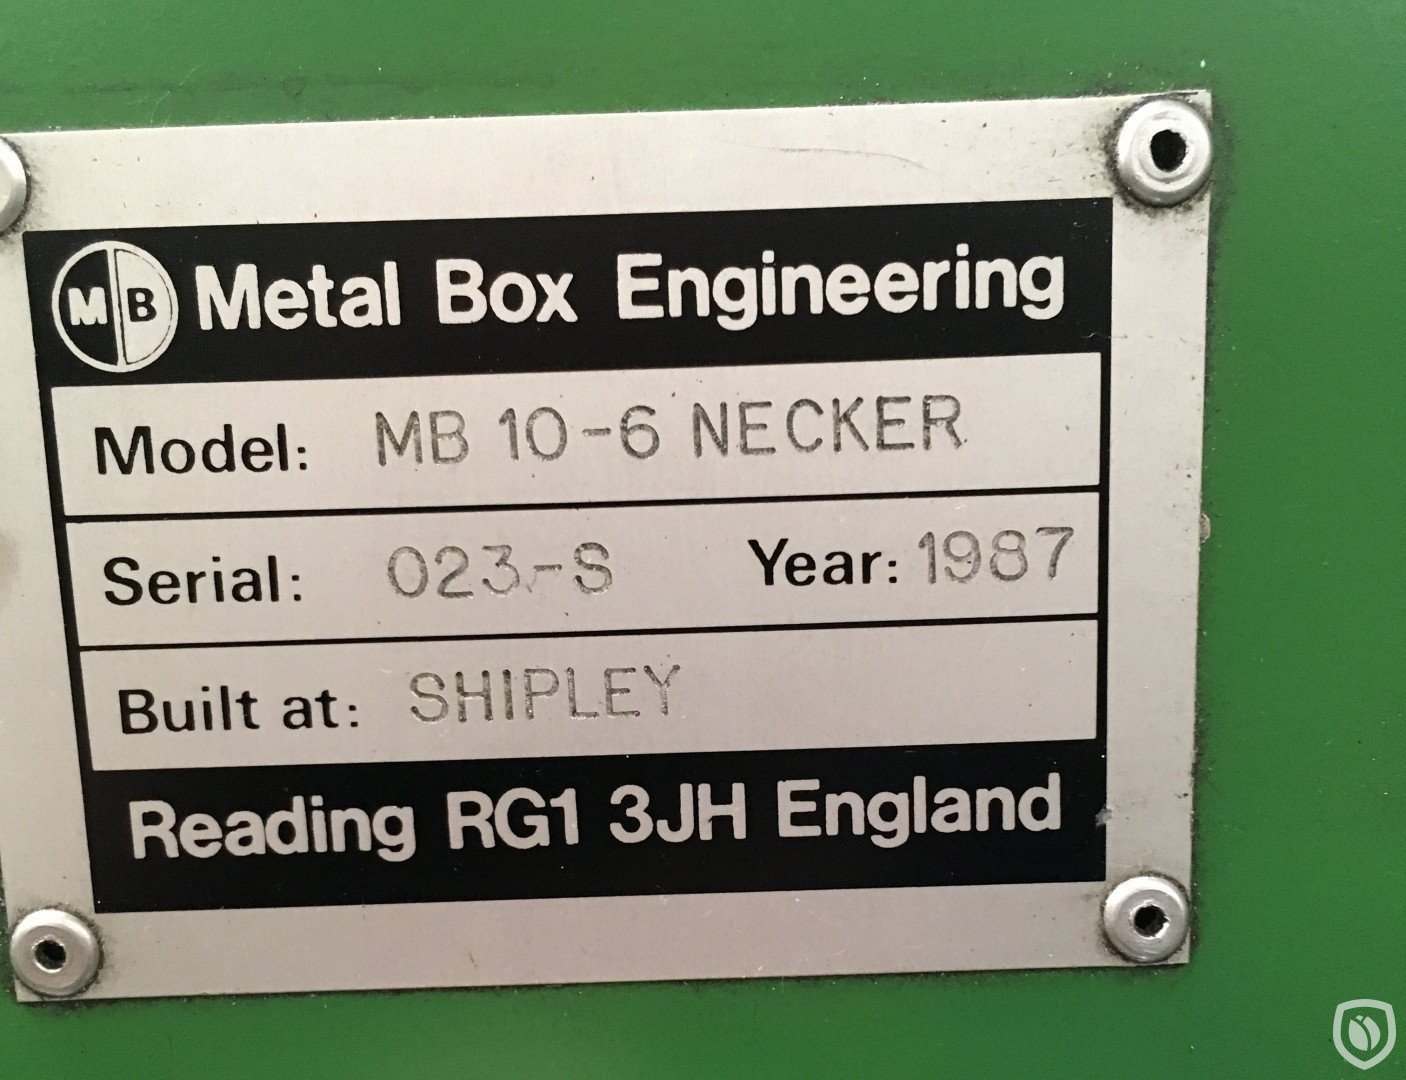 MB Metal Box Engineering
Model: MB 10-6 NECKER
Serial: 023-S Year: 1987
Built at: SHIPLEY
Reading RG1 3JH England